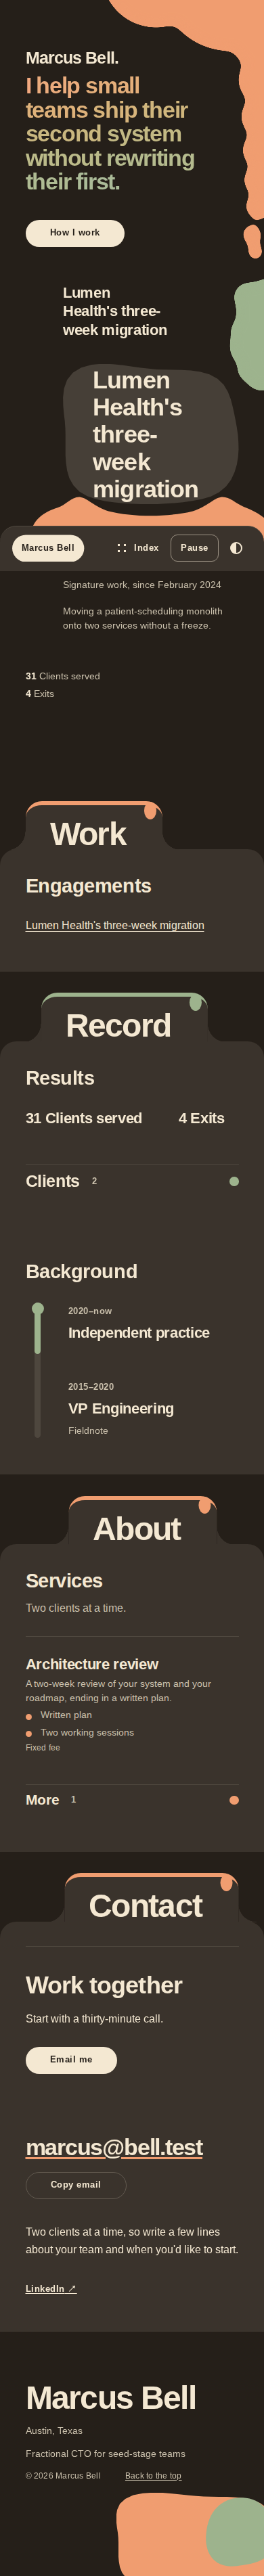 Marcus Bell.
I help small
teams ship their
second system
without rewriting
their first.
How I work
Lumen
Health's three-
week migration
Lumen
Health's
three-
week
migration
Marcus Bell
Index
Pause
Signature work, since February 2024
Moving a patient-scheduling monolith
onto two services without a freeze.
31 Clients served
4 Exits
Work
Engagements
Lumen Health's three-week migration
Record
Results
31 Clients served
4 Exits
Clients 2
Background
2020–now
Independent practice
2015–2020
VP Engineering
Fieldnote
About
Services
Two clients at a time.
Architecture review
A two-week review of your system and your
roadmap, ending in a written plan.
Written plan
Two working sessions
Fixed fee
More 1
Contact
Work together
Start with a thirty-minute call.
Email me
marcus@bell.test
Copy email
Two clients at a time, so write a few lines
about your team and when you'd like to start.
LinkedIn ↗
Marcus Bell
Austin, Texas
Fractional CTO for seed-stage teams
© 2026 Marcus Bell
Back to the top